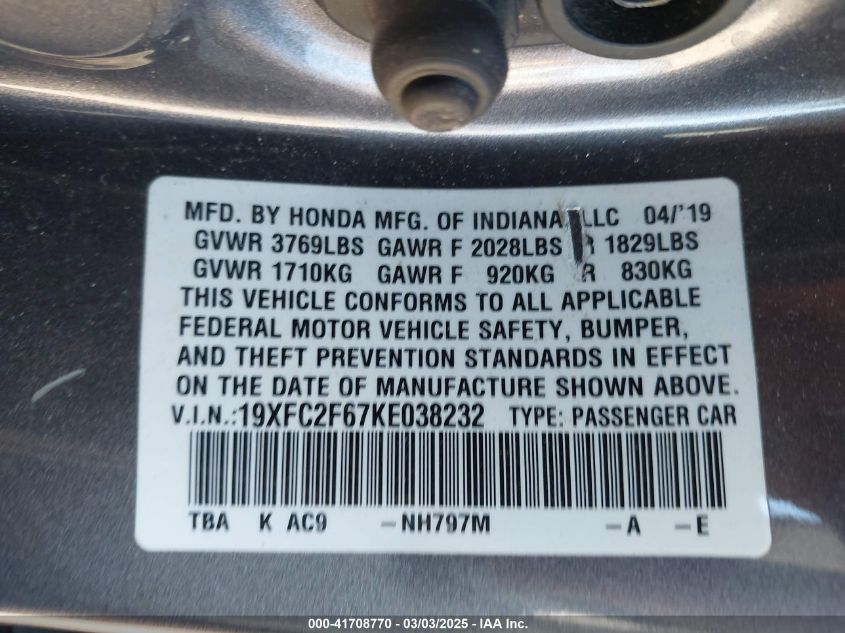 MFD. BY HONDA MFG. OF INDIANA LLC 04/'19
GVWR 3769LBS GAWR F 2028LBS R 1829LBS
GVWR 1710KG GAWR F 920KG R 830KG
THIS VEHICLE CONFORMS TO ALL APPLICABLE
FEDERAL MOTOR VEHICLE SAFETY, BUMPER,
AND THEFT PREVENTION STANDARDS IN EFFECT
ON THE DATE OF MANUFACTURE SHOWN ABOVE.
V.I.N.:19XFC2F67KE038232 TYPE: PASSENGER CAR
TBA K AC9 -NH797M -A -E
000-41708770 - 03/03/2025 - IAA Inc.